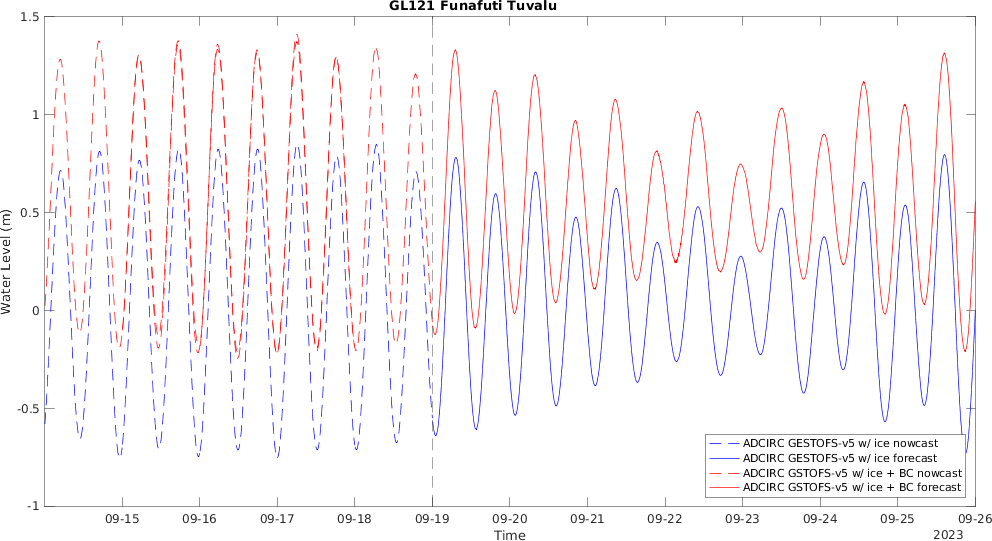 GL121 Funafuti Tuvalu
1.5
1
0.5
0
-0.5
-1
Water Level (m)
09-15
09-16
09-17
09-18
09-19
09-20
09-21
09-22
09-23
09-24
09-25
09-26
2023
Time
ADCIRC GESTOFS-v5 w/ ice nowcast
ADCIRC GESTOFS-v5 w/ ice forecast
ADCIRC GSTOFS-v5 w/ ice + BC nowcast
ADCIRC GSTOFS-v5 w/ ice + BC forecast